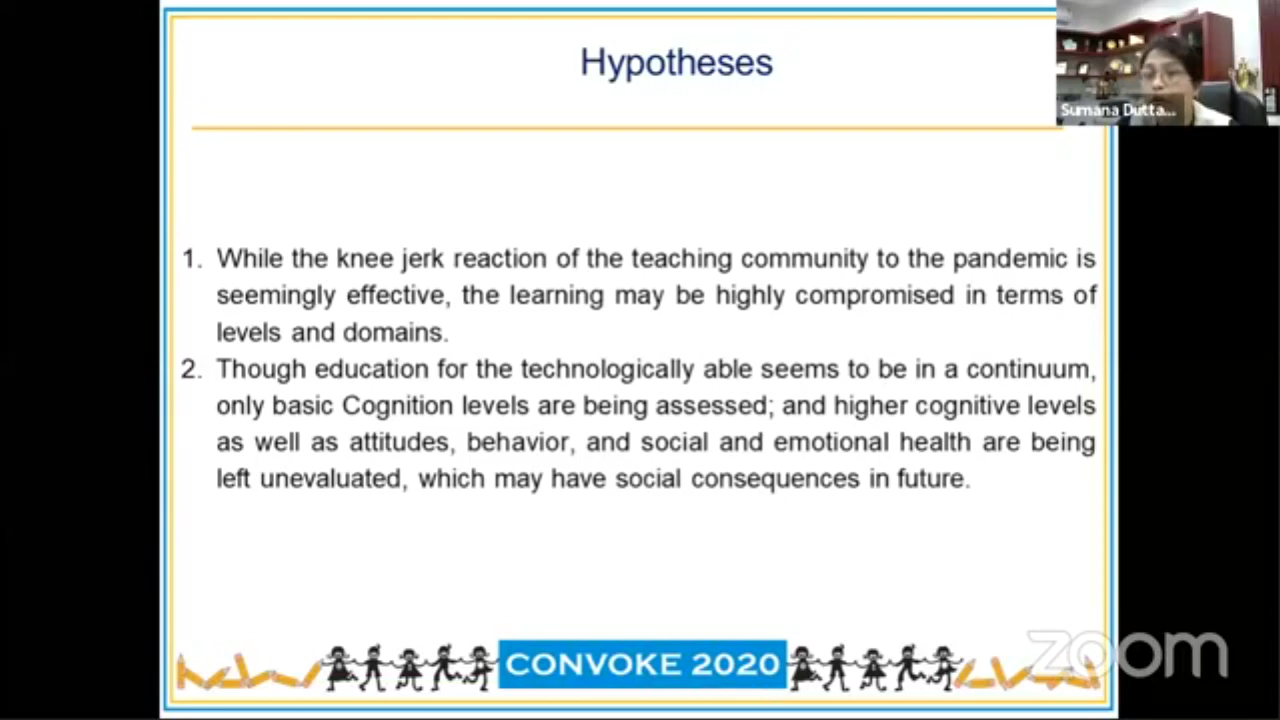 Hypotheses
Sumana Dutta...
1. While the knee jerk reaction of the teaching community to the pandemic is
seemingly effective, the learning may be highly compromised in terms of
levels and domains.
2. Though education for the technologically able seems to be in a continuum,
only basic Cognition levels are being assessed; and higher cognitive levels
as well as attitudes, behavior, and social and emotional health are being
left unevaluated, which may have social consequences in future.
CONVOKE 2020
zoom